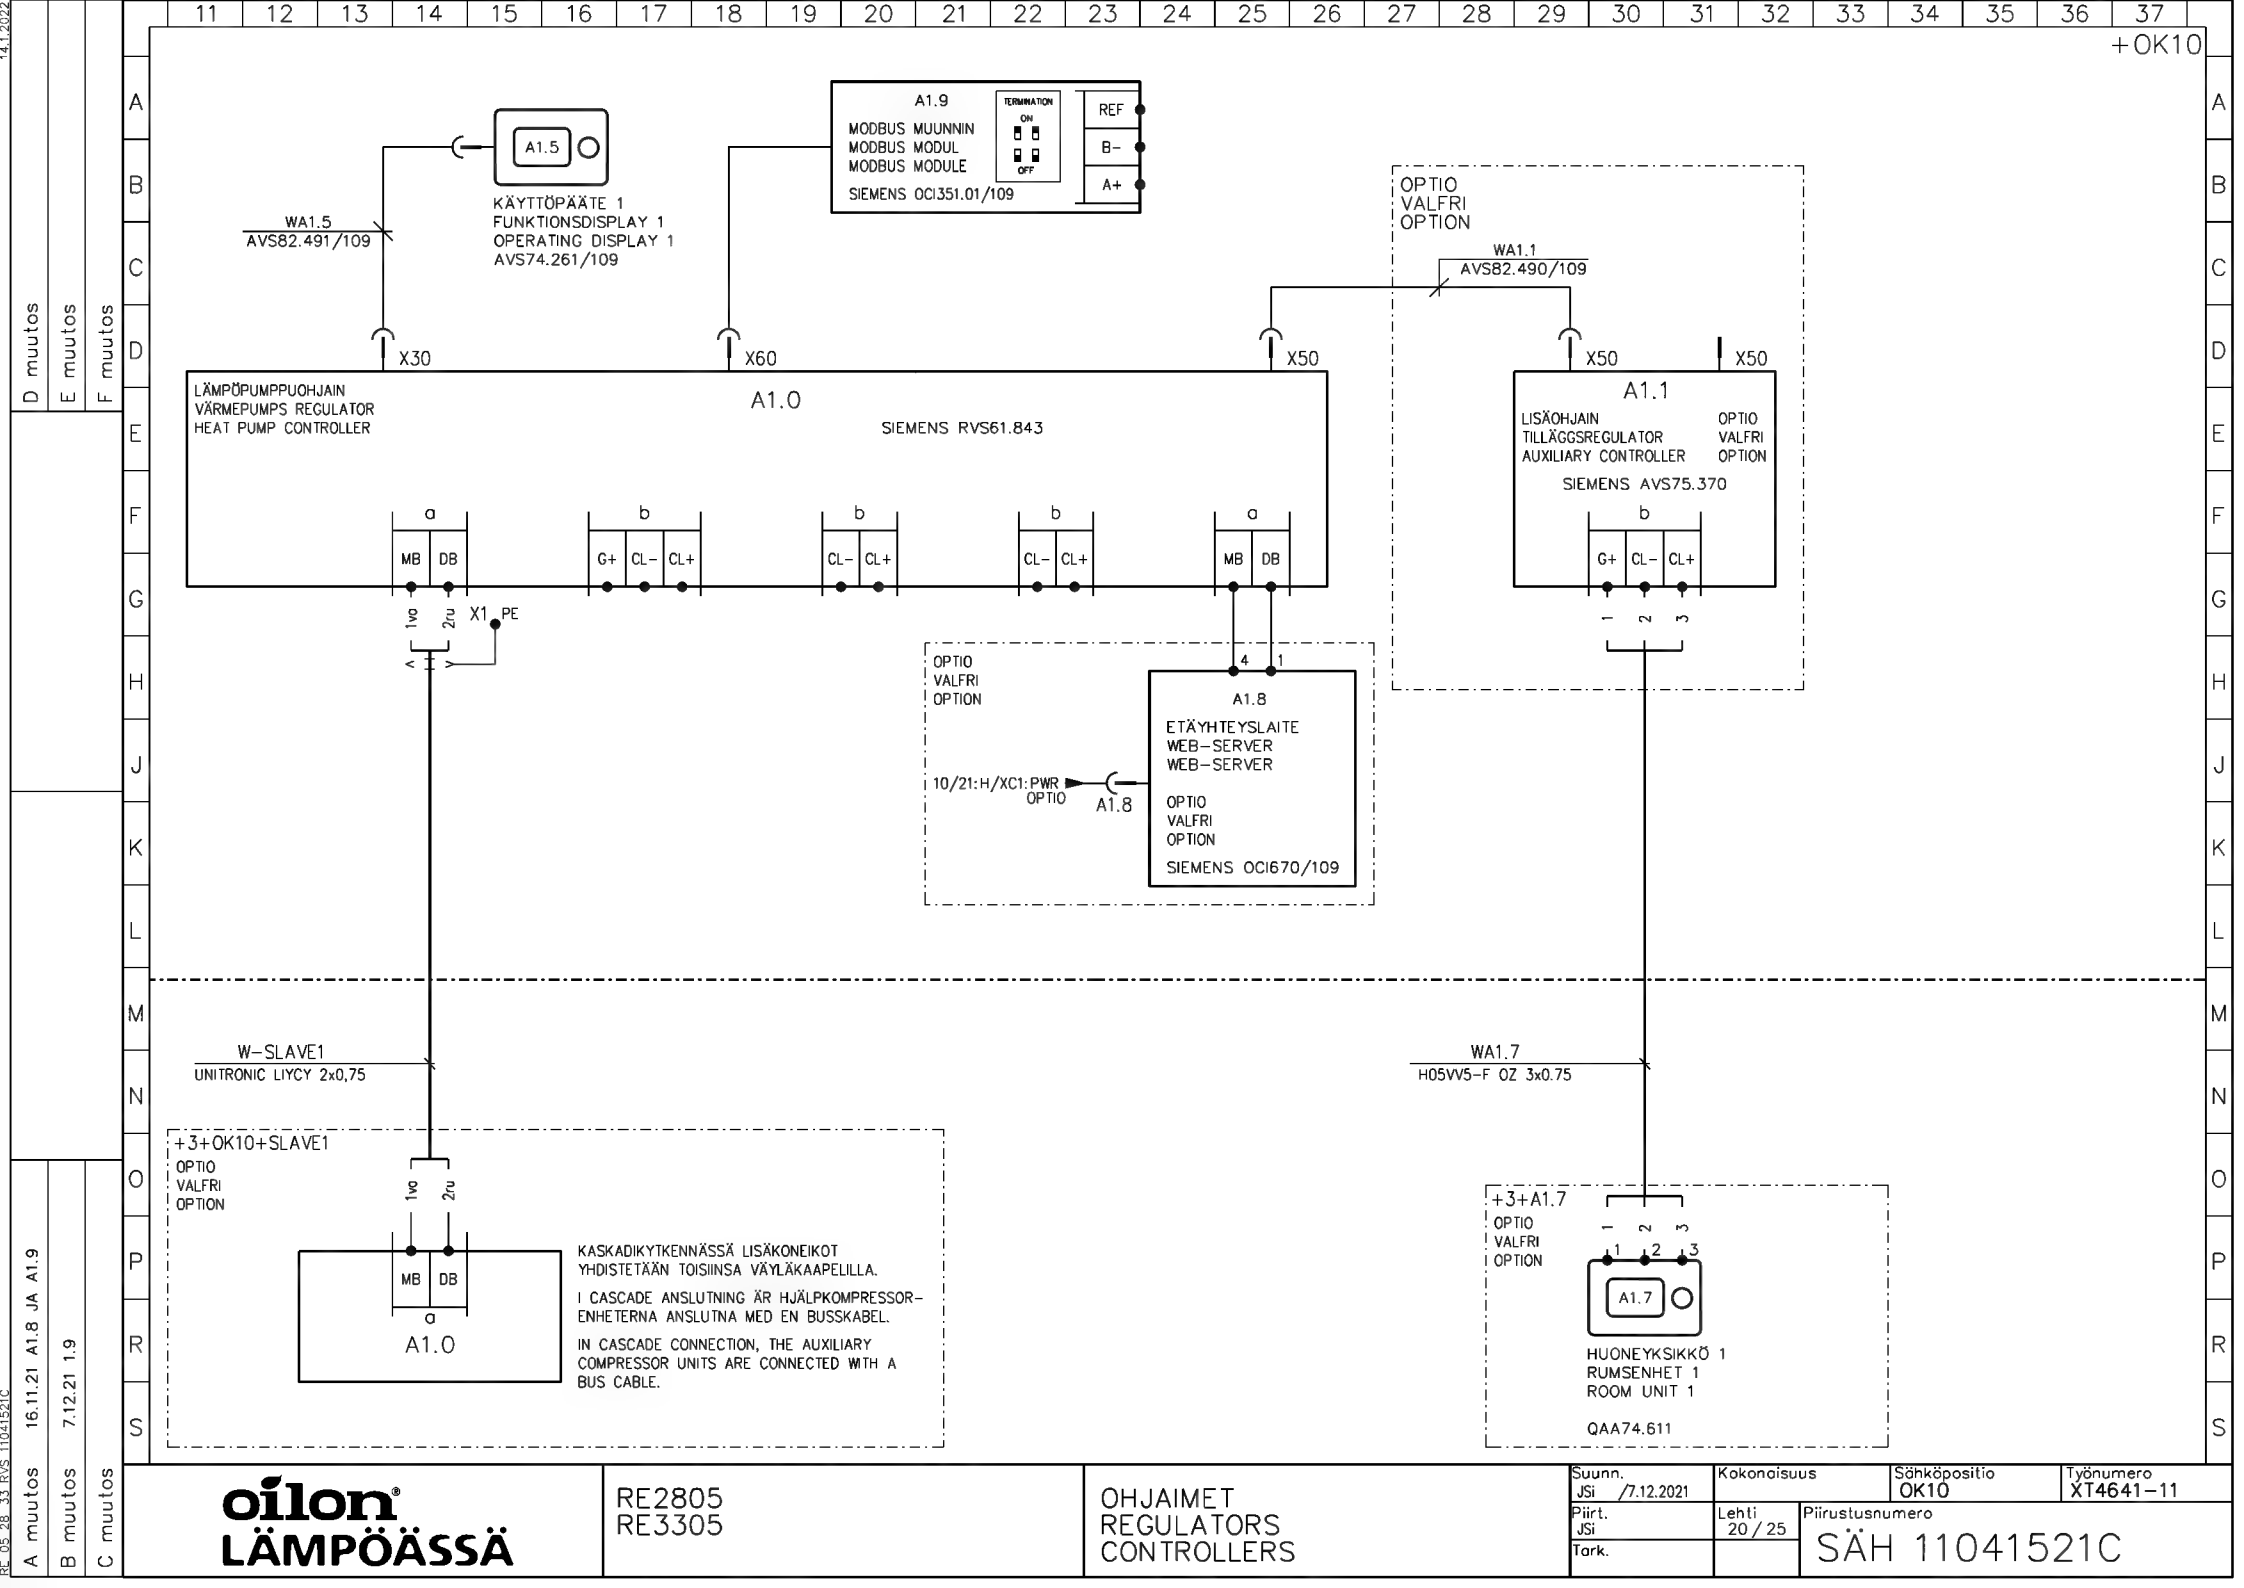 11 12 13 14 15 16 17 18 19 20 21 22 23 24 25 26 27 28 29 30 31 32 33 34 35 36 37
+OK10
14.1.2022
A A
B B
C C
D D
E E
F F
G G
H H
J J
K K
L L
M M
N N
O O
P P
R R
S S
A1.5
KÄYTTÖPÄÄTE 1
FUNKTIONSDISPLAY 1
OPERATING DISPLAY 1
AVS74.261/109
WA1.5
AVS82.491/109
A1.9
MODBUS MUUNNIN
MODBUS MODUL
MODBUS MODULE
SIEMENS OCI351.01/109
TERMINATION
ON
OFF
REF
B-
A+
OPTIO
VALFRI
OPTION
WA1.1
AVS82.490/109
X30
X60
X50
X50
X50
LÄMPÖPUMPPUOHJAIN
VÄRMEPUMPS REGULATOR
HEAT PUMP CONTROLLER
A1.0
SIEMENS RVS61.843
a
MB DB
b
G+ CL- CL+
b
CL- CL+
b
CL- CL+
a
MB DB
A1.1
LISÄOHJAIN OPTIO
TILLÄGGSREGULATOR VALFRI
AUXILIARY CONTROLLER OPTION
SIEMENS AVS75.370
b
G+ CL- CL+
1 2 3
1va 2ru
X1 PE
< >
OPTIO
VALFRI
OPTION
4 1
A1.8
ETÄYHTEYSLAITE
WEB-SERVER
WEB-SERVER
OPTIO
VALFRI
OPTION
SIEMENS OCI670/109
10/21:H/XC1:PWR
OPTIO
A1.8
W-SLAVE1
UNITRONIC LIYCY 2x0,75
WA1.7
H05VV5-F OZ 3x0.75
+3+OK10+SLAVE1
OPTIO
VALFRI
OPTION
1va 2ru
MB DB
a
A1.0
KASKADIKYTKENNÄSSÄ LISÄKONEIKOT
YHDISTETÄÄN TOISIINSA VÄYLÄKAAPELILLA.
I CASCADE ANSLUTNING ÄR HJÄLPKOMPRESSOR-
ENHETERNA ANSLUTNA MED EN BUSSKABEL.
IN CASCADE CONNECTION, THE AUXILIARY
COMPRESSOR UNITS ARE CONNECTED WITH A
BUS CABLE.
+3+A1.7
OPTIO
VALFRI
OPTION
1 2 3
1 2 3
A1.7
HUONEYKSIKKÖ 1
RUMSENHET 1
ROOM UNIT 1
QAA74.611
D muutos
E muutos
F muutos
A muutos 16.11.21 A1.8 JA A1.9
B muutos 7.12.21 1.9
C muutos
RE 05 28 33 RVS 11041521C
oilon®
LÄMPÖÄSSÄ
RE2805
RE3305
OHJAIMET
REGULATORS
CONTROLLERS
Suunn.
JSi /7.12.2021
Piirt.
JSi
Tark.
Kokonaisuus
Lehti
20 / 25
Sähköpositio
OK10
Työnumero
XT4641-11
Piirustusnumero
SÄH 11041521C